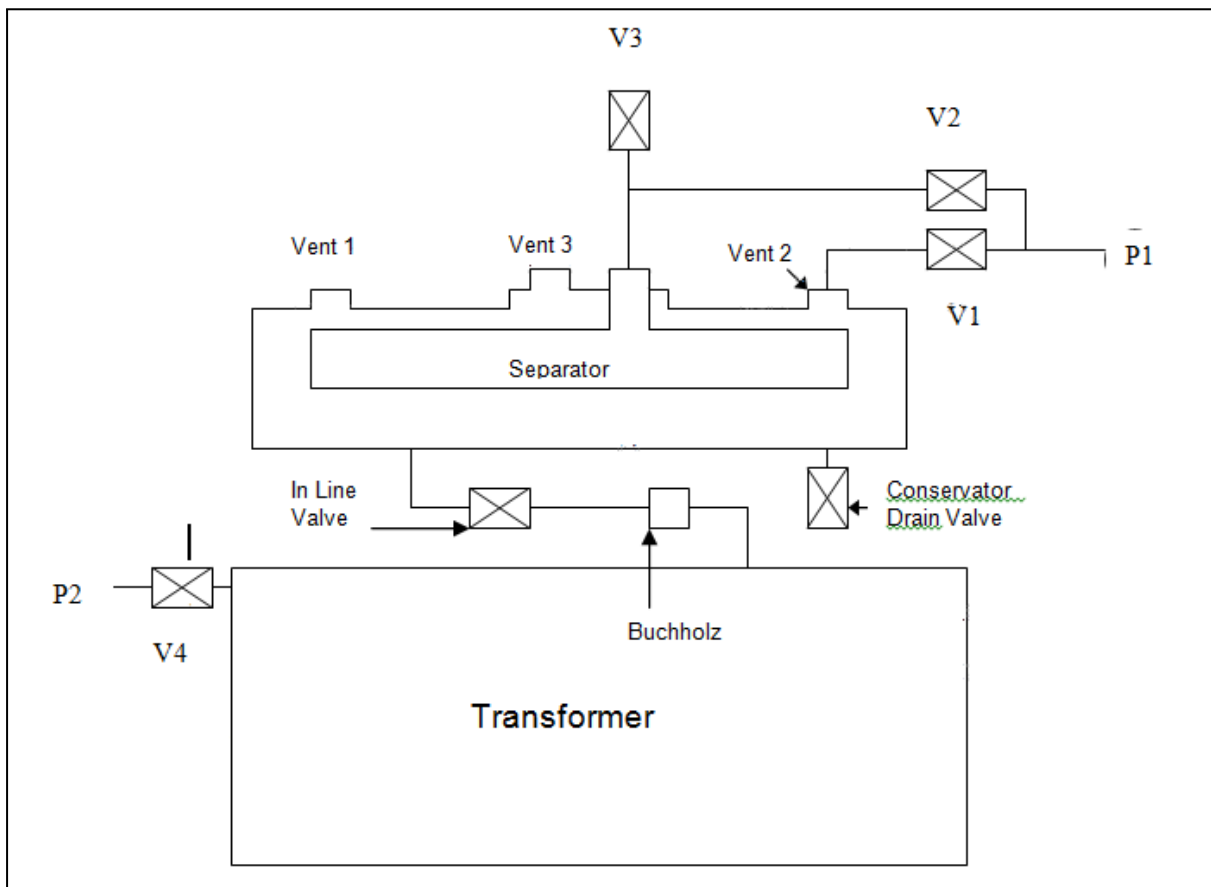 V3
V2
Vent 1
Vent 3
Vent 2
P1
V1
Separator
In Line
Valve
Conservator
Drain Valve
P2
Buchholz
V4
Transformer